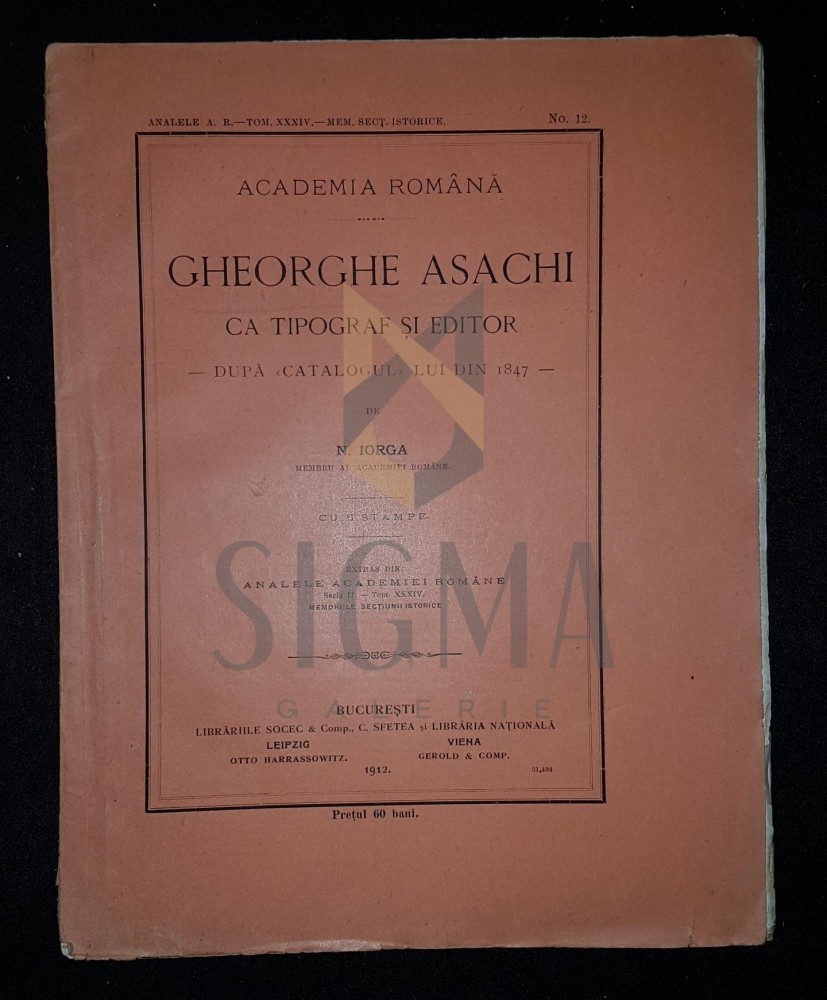 ANALELE A. R.—TOM. XXXIV.—MEM. SECȚ. ISTORICE. No. 12.
ACADEMIA ROMÂNĂ
GHEORGHE ASACHI
CA TIPOGRAF ȘI EDITOR
— DUPĂ «CATALOGUL» LUI DIN 1847 —
DE
N. IORGA
MEMBRU AL ACADEMIEI ROMÂNE.
CU STAMPE
EXTRAS DIN:
ANALELE ACADEMIEI ROMÂNE
Seria II — Tom. XXXIV.
MEMORIILE SECȚIUNII ISTORICE
SIGMA
GALERIE
BUCUREȘTI
LIBRĂRIILE SOCEC & Comp., C. SFETEA și LIBRĂRIA NAȚIONALĂ
LEIPZIG VIENA
OTTO HARRASSOWITZ. GEROLD & COMP.
1912. 31,494
Prețul 60 bani.